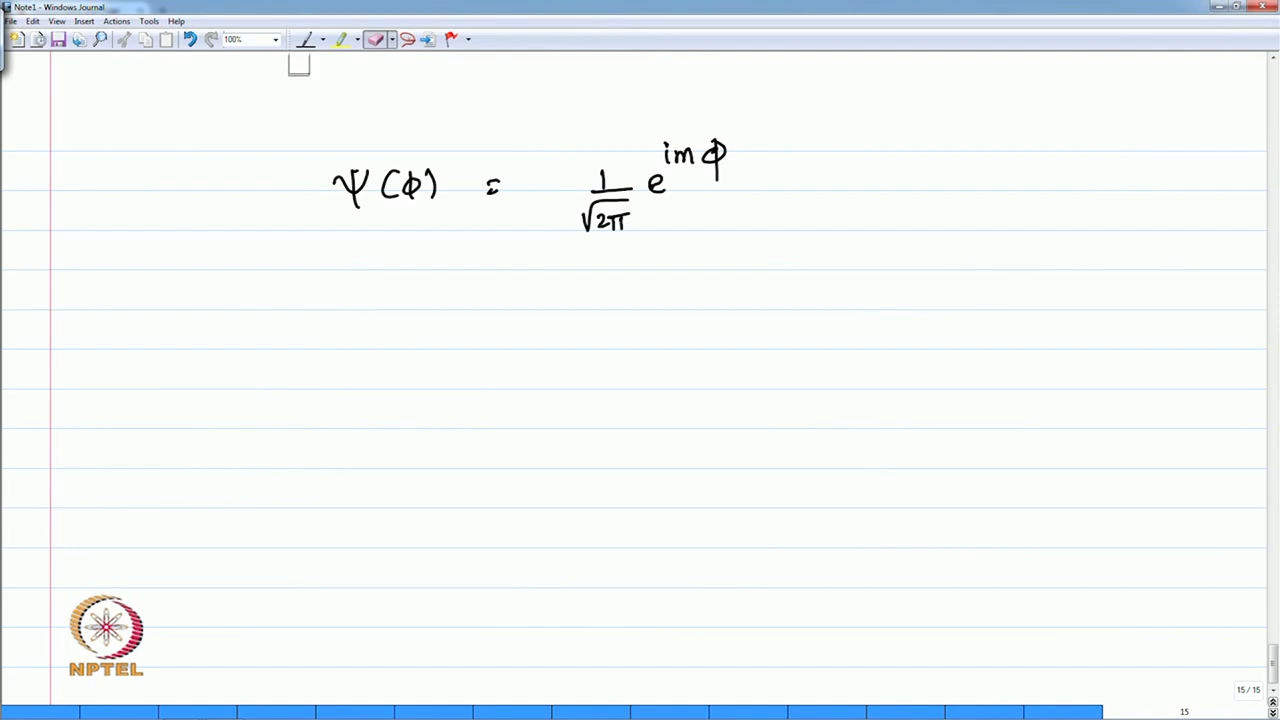 Note1 - Windows Journal
File Edit View Insert Actions Tools Help
100%
Ψ(Φ) = 1/√2π e^imΦ
NPTEL
15 / 15
15